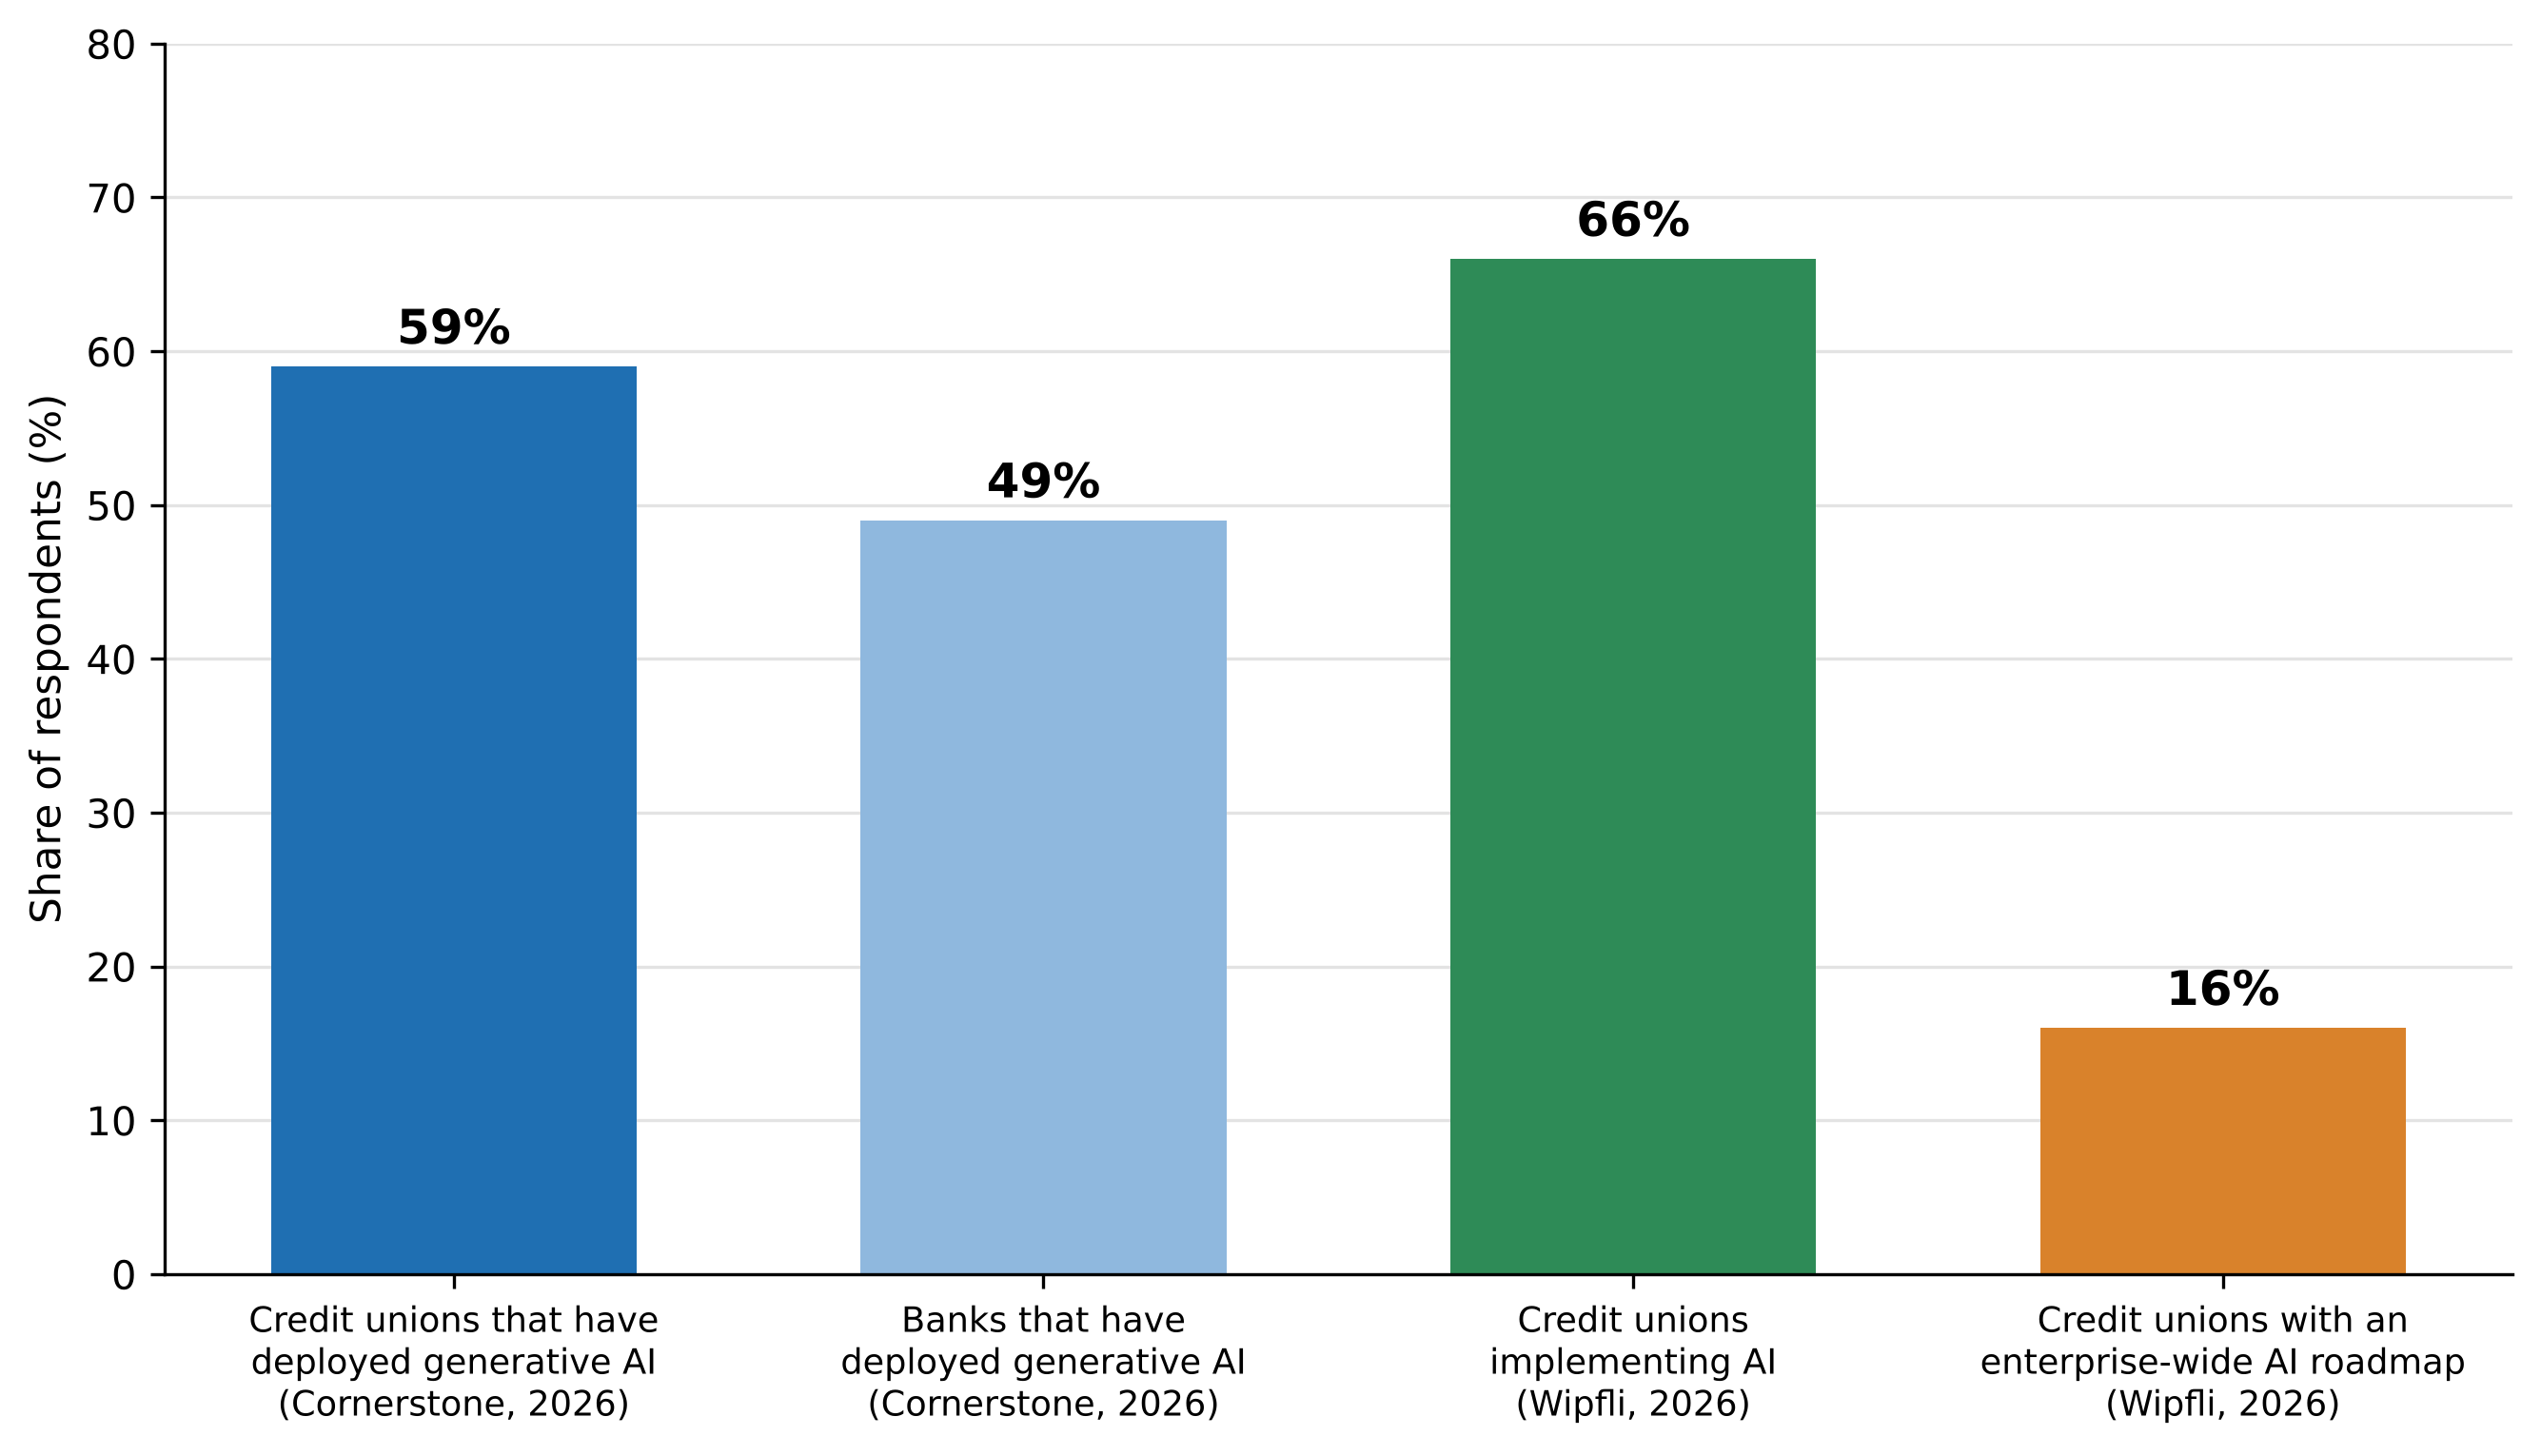 Share of respondents (%)
80
70
60
50
40
30
20
10
0
59%
49%
66%
16%
Credit unions that have
deployed generative AI
(Cornerstone, 2026)
Banks that have
deployed generative AI
(Cornerstone, 2026)
Credit unions
implementing AI
(Wipfli, 2026)
Credit unions with an
enterprise-wide AI roadmap
(Wipfli, 2026)